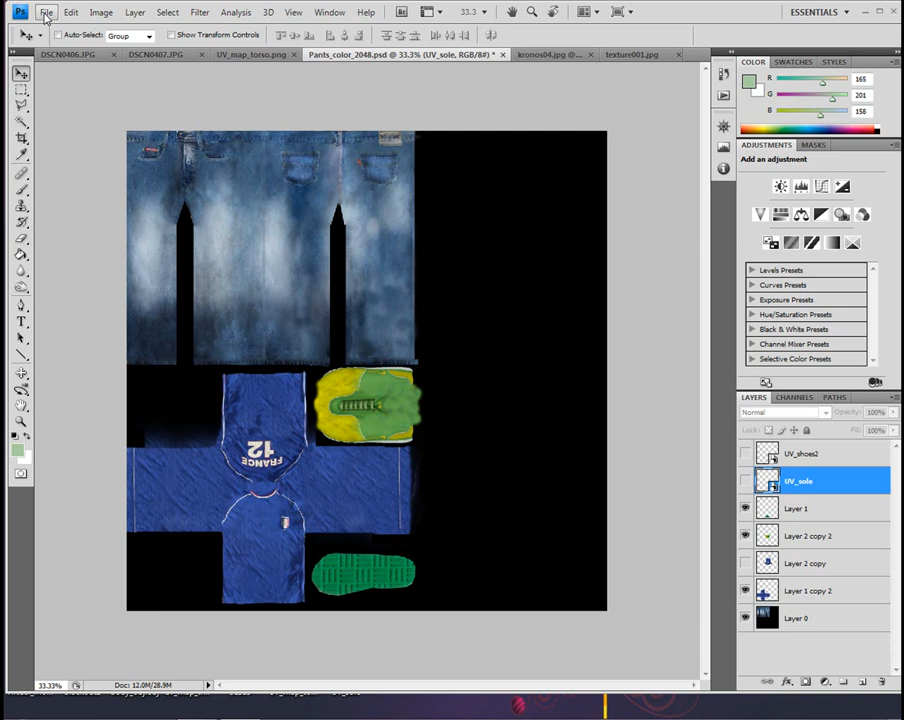 Ps File Edit Image Layer Select Filter Analysis 3D View Window Help Br 33.3 ESSENTIALS
Auto-Select: Group Show Transform Controls
DSCN0406.JPG DSCN0407.JPG UV_map_torso.png Pants_color_2048.psd @ 33.3% (UV_sole, RGB/8#) * kronos04.jpg @... texture001.jpg
COLOR SWATCHES STYLES
R 165
G 201
B 158
ADJUSTMENTS MASKS
Add an adjustment
Levels Presets
Curves Presets
Exposure Presets
Hue/Saturation Presets
Black & White Presets
Channel Mixer Presets
Selective Color Presets
LAYERS CHANNELS PATHS
Normal Opacity: 100%
Lock: Fill: 100%
UV_shoes2
UV_sole
Layer 1
Layer 2 copy 2
Layer 2 copy
Layer 1 copy 2
Layer 0
12
FRANCE
33.33% Doc: 12.0M/28.9M